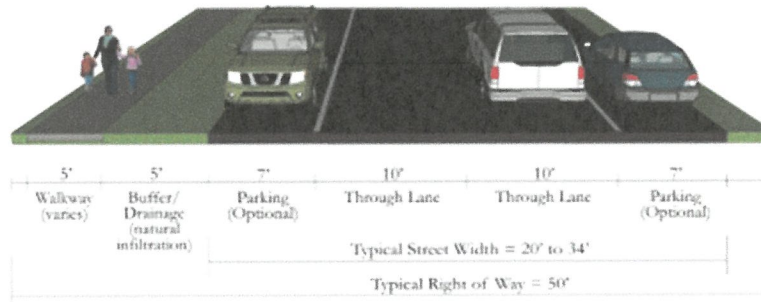 5' 5' 7' 10' 10' 7'
Walkway Buffer/ Parking Through Lane Through Lane Parking
(varies) Drainage (Optional) (Optional)
(natural
infiltration)
Typical Street Width = 20' to 34'
Typical Right of Way = 50'